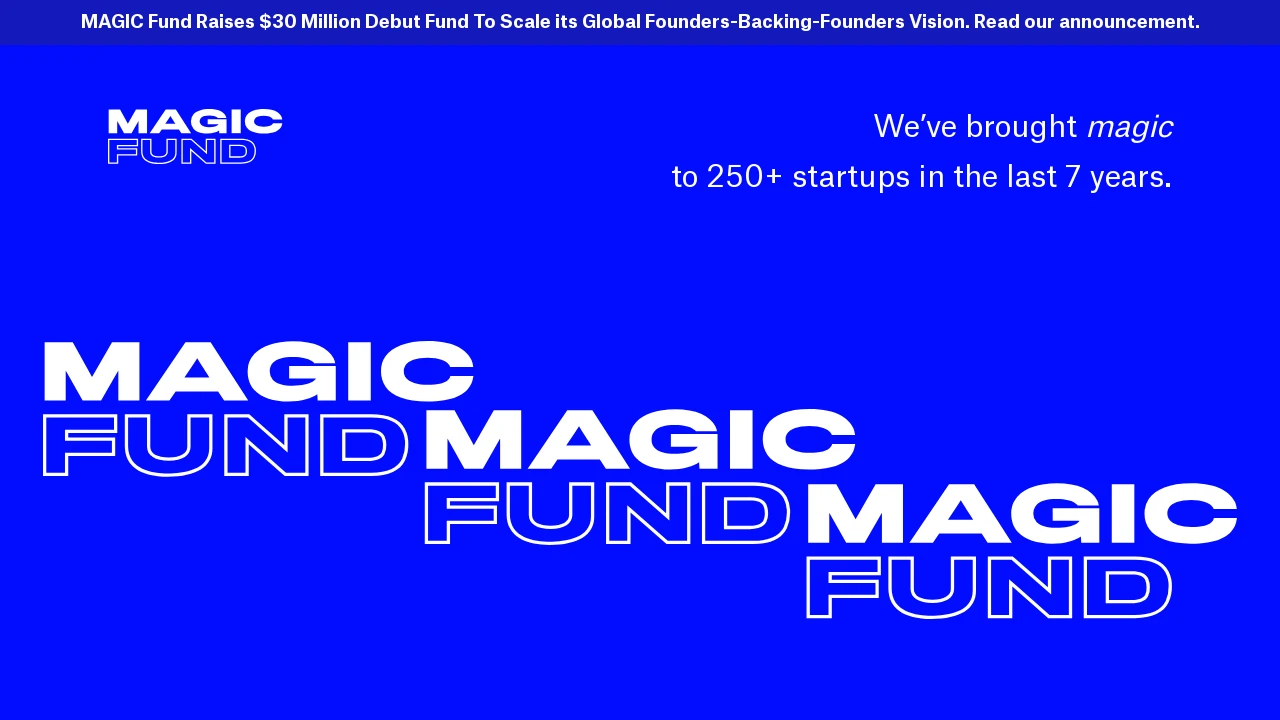 MAGIC Fund Raises $30 Million Debut Fund To Scale its Global Founders-Backing-Founders Vision. Read our announcement.
MAGIC
FUND
We’ve brought magic
to 250+ startups in the last 7 years.
MAGIC
FUND
MAGIC
FUND
MAGIC
FUND